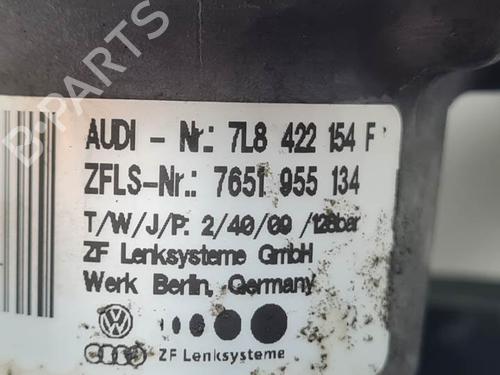 B-PARTS
AUDI - Nr.: 7L8 422 154 F
ZFLS-Nr.: 7651 955 134
T/W/J/P: 2/40/09 /126bar
ZF Lenksysteme GmbH
Werk Berlin, Germany
ZF Lenksysteme